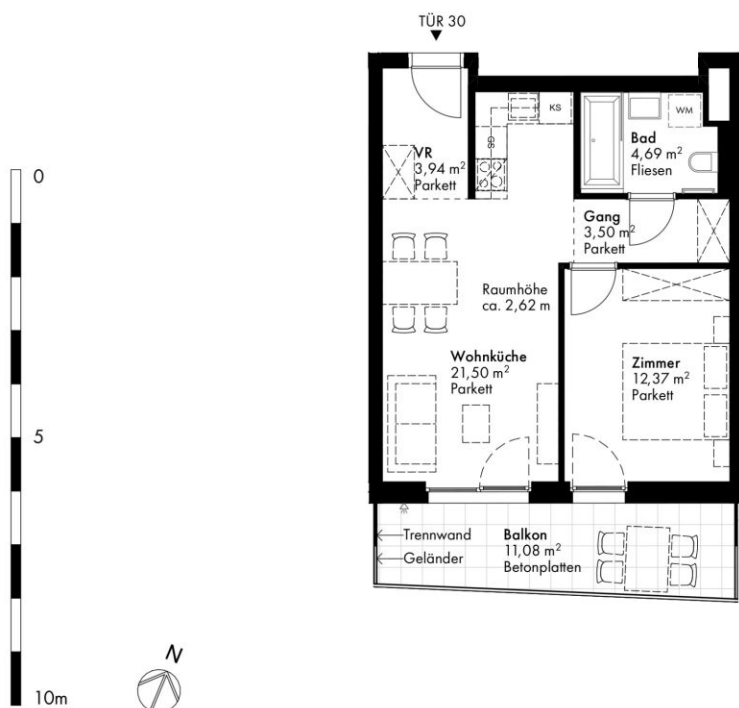 TÜR 30
KS
GS
WM
VR
3,94 m²
Parkett
Bad
4,69 m²
Fliesen
Gang
3,50 m²
Parkett
Raumhöhe
ca. 2,62 m
Wohnküche
21,50 m²
Parkett
Zimmer
12,37 m²
Parkett
Trennwand
Geländer
Balkon
11,08 m²
Betonplatten
0
5
10m
N